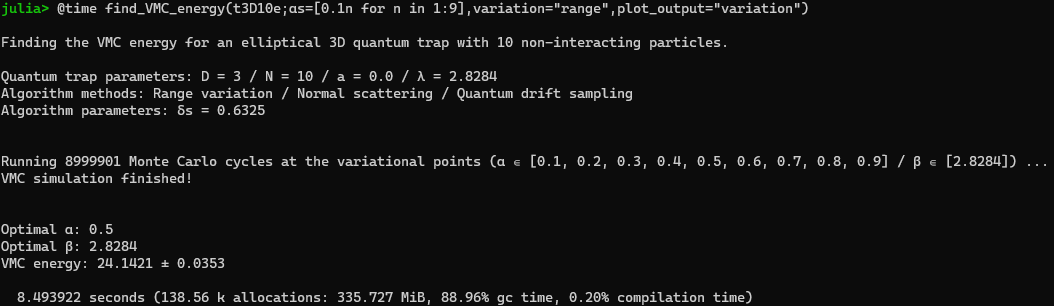 julia> @time find_VMC_energy(t3D10e;αs=[0.1n for n in 1:9],variation="range",plot_output="variation")
Finding the VMC energy for an elliptical 3D quantum trap with 10 non-interacting particles.
Quantum trap parameters: D = 3 / N = 10 / a = 0.0 / λ = 2.8284
Algorithm methods: Range variation / Normal scattering / Quantum drift sampling
Algorithm parameters: δs = 0.6325
Running 8999901 Monte Carlo cycles at the variational points (α ∈ [0.1, 0.2, 0.3, 0.4, 0.5, 0.6, 0.7, 0.8, 0.9] / β ∈ [2.8284]) ...
VMC simulation finished!
Optimal α: 0.5
Optimal β: 2.8284
VMC energy: 24.1421 ± 0.0353
8.493922 seconds (138.56 k allocations: 335.727 MiB, 88.96% gc time, 0.20% compilation time)